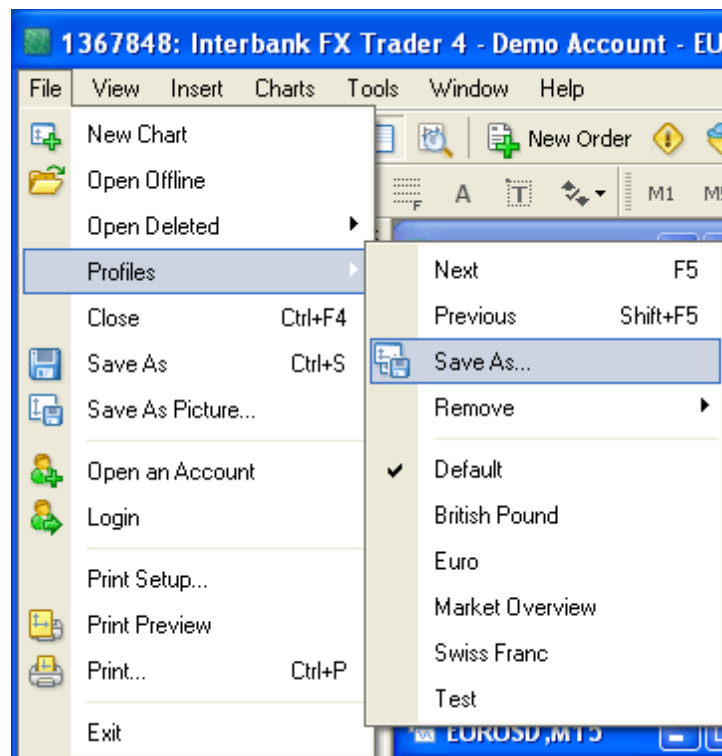 1367848: Interbank FX Trader 4 - Demo Account - EU
File View Insert Charts Tools Window Help
New Chart
New Order
Open Offline
A T F M1
Open Deleted
Profiles
Next F5
Close Ctrl+F4
Previous Shift+F5
Save As Ctrl+S
Save As...
Save As Picture...
Remove
Open an Account
Default
Login
British Pound
Print Setup...
Euro
Print Preview
Market Overview
Print... Ctrl+P
Swiss Franc
Test
Exit
EURUSD,M15